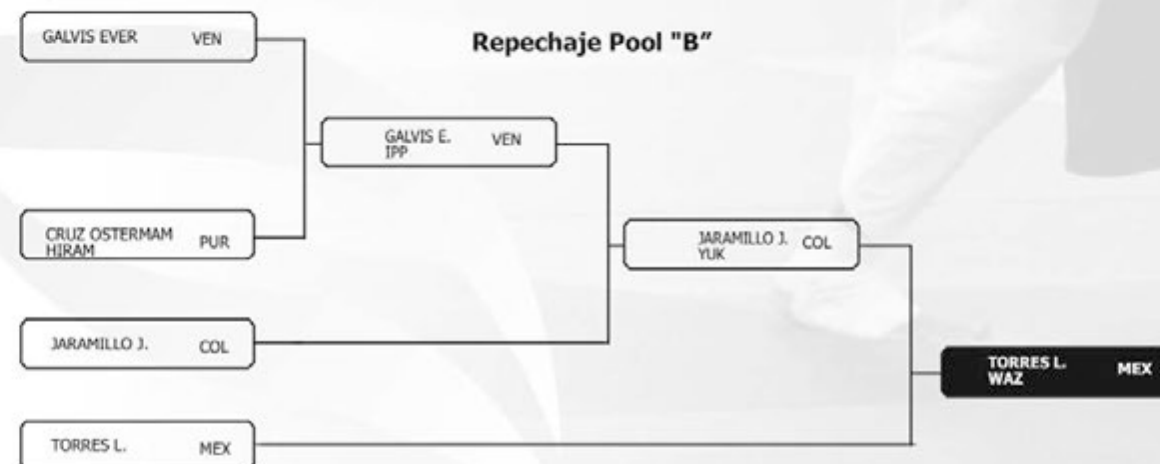 Repechaje Pool "B"
GALVIS EVER VEN
GALVIS E. VEN
IPP
CRUZ OSTERMAM PUR
HIRAM
JARAMILLO J. COL
YUK
JARAMILLO J. COL
TORRES L. MEX
WAZ
TORRES L. MEX